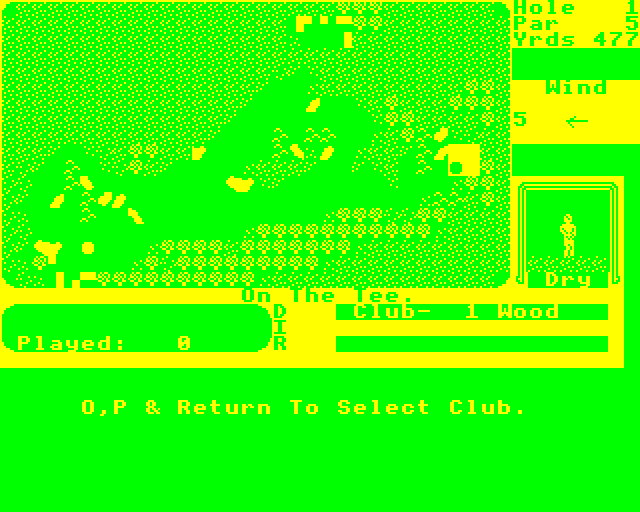 Hole 1
Par 5
Yrds 477
Wind
5 ←
Dry
On The Tee.
DIR
Club- 1 Wood
Played: 0
O,P & Return To Select Club.